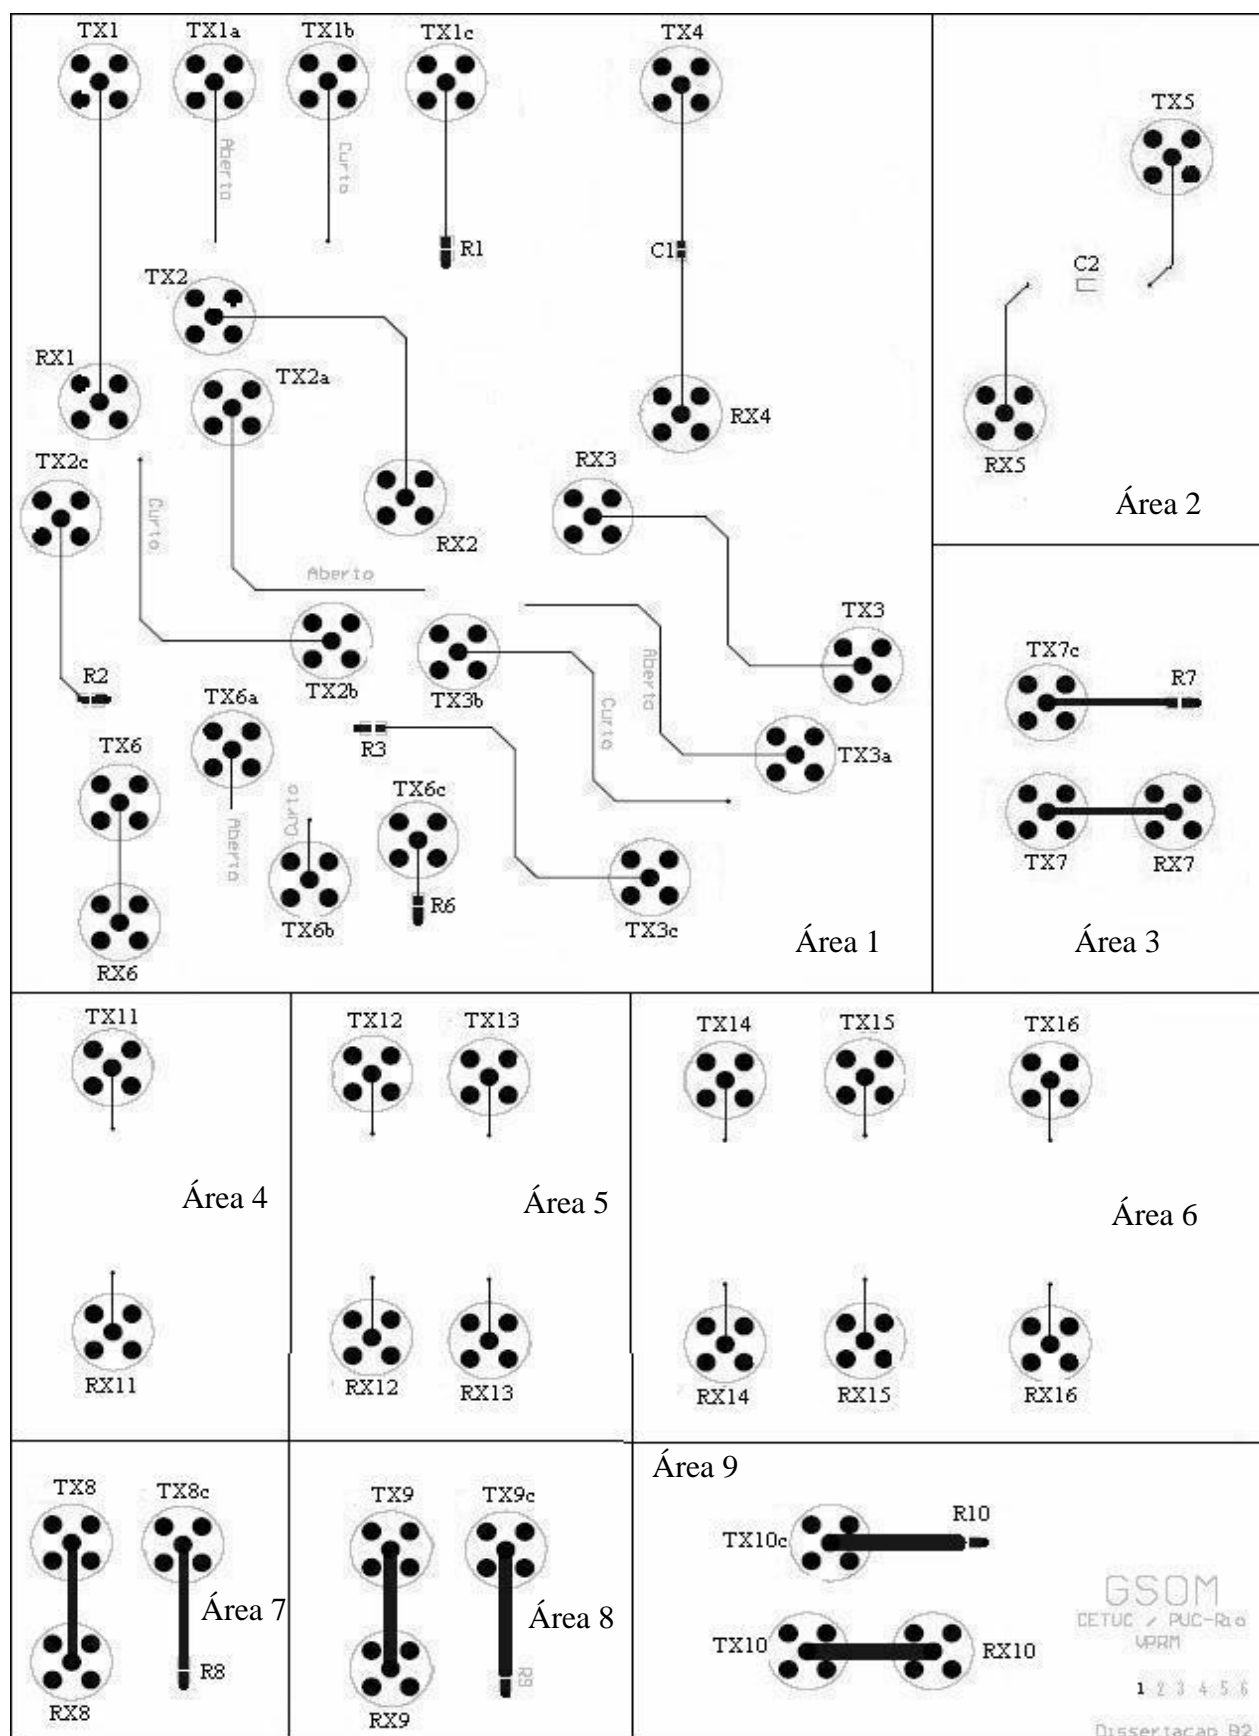 TX1 TX1a TX1b TX1c TX4
TX5
Aberto
Curto
R1
C1
C2
TX2
RX1
TX2a
RX4
TX2c
RX3
RX5
Área 2
Curto
RX2
Aberto
TX3
TX7c
R7
R2
TX6a
TX2b
TX3b
Aberto
Curto
TX6
R3
TX3a
TX6c
Curto
Aberto
TX7
RX7
R6
TX6b
TX3c
Área 1
Área 3
RX6
TX11
TX12 TX13
TX14 TX15 TX16
Área 4
Área 5
Área 6
RX11
RX12 RX13
RX14 RX15 RX16
Área 9
TX8 TX8c
TX9 TX9c
R10
TX10c
GSOM
CETUC / PUC-Rio
VPRM
Área 7
Área 8
TX10
RX10
R8
R9
1 2 3 4 5 6
RX8
RX9
Dissertacao B2